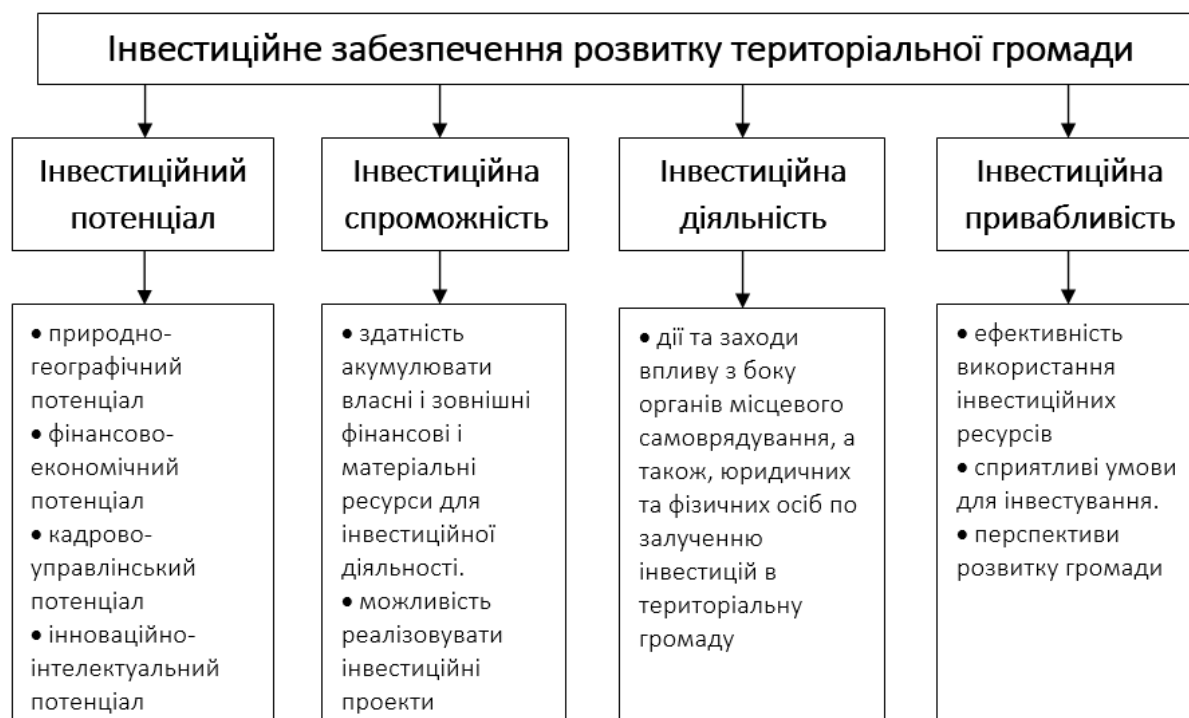 Інвестиційне забезпечення розвитку територіальної громади
Інвестиційний
потенціал
Інвестиційна
спроможність
Інвестиційна
діяльність
Інвестиційна
привабливість
• природно-
географічний
потенціал
• фінансово-
економічний
потенціал
• кадрово-
управлінський
потенціал
• інноваційно-
інтелектуальний
потенціал
• здатність
акумулювати
власні і зовнішні
фінансові і
матеріальні
ресурси для
інвестиційної
діяльності.
• можливість
реалізовувати
інвестиційні
проекти
• дії та заходи
впливу з боку
органів місцевого
самоврядування, а
також, юридичних
та фізичних осіб по
залученню
інвестицій в
територіальну
громаду
• ефективність
використання
інвестиційних
ресурсів
• сприятливі умови
для інвестування.
• перспективи
розвитку громади